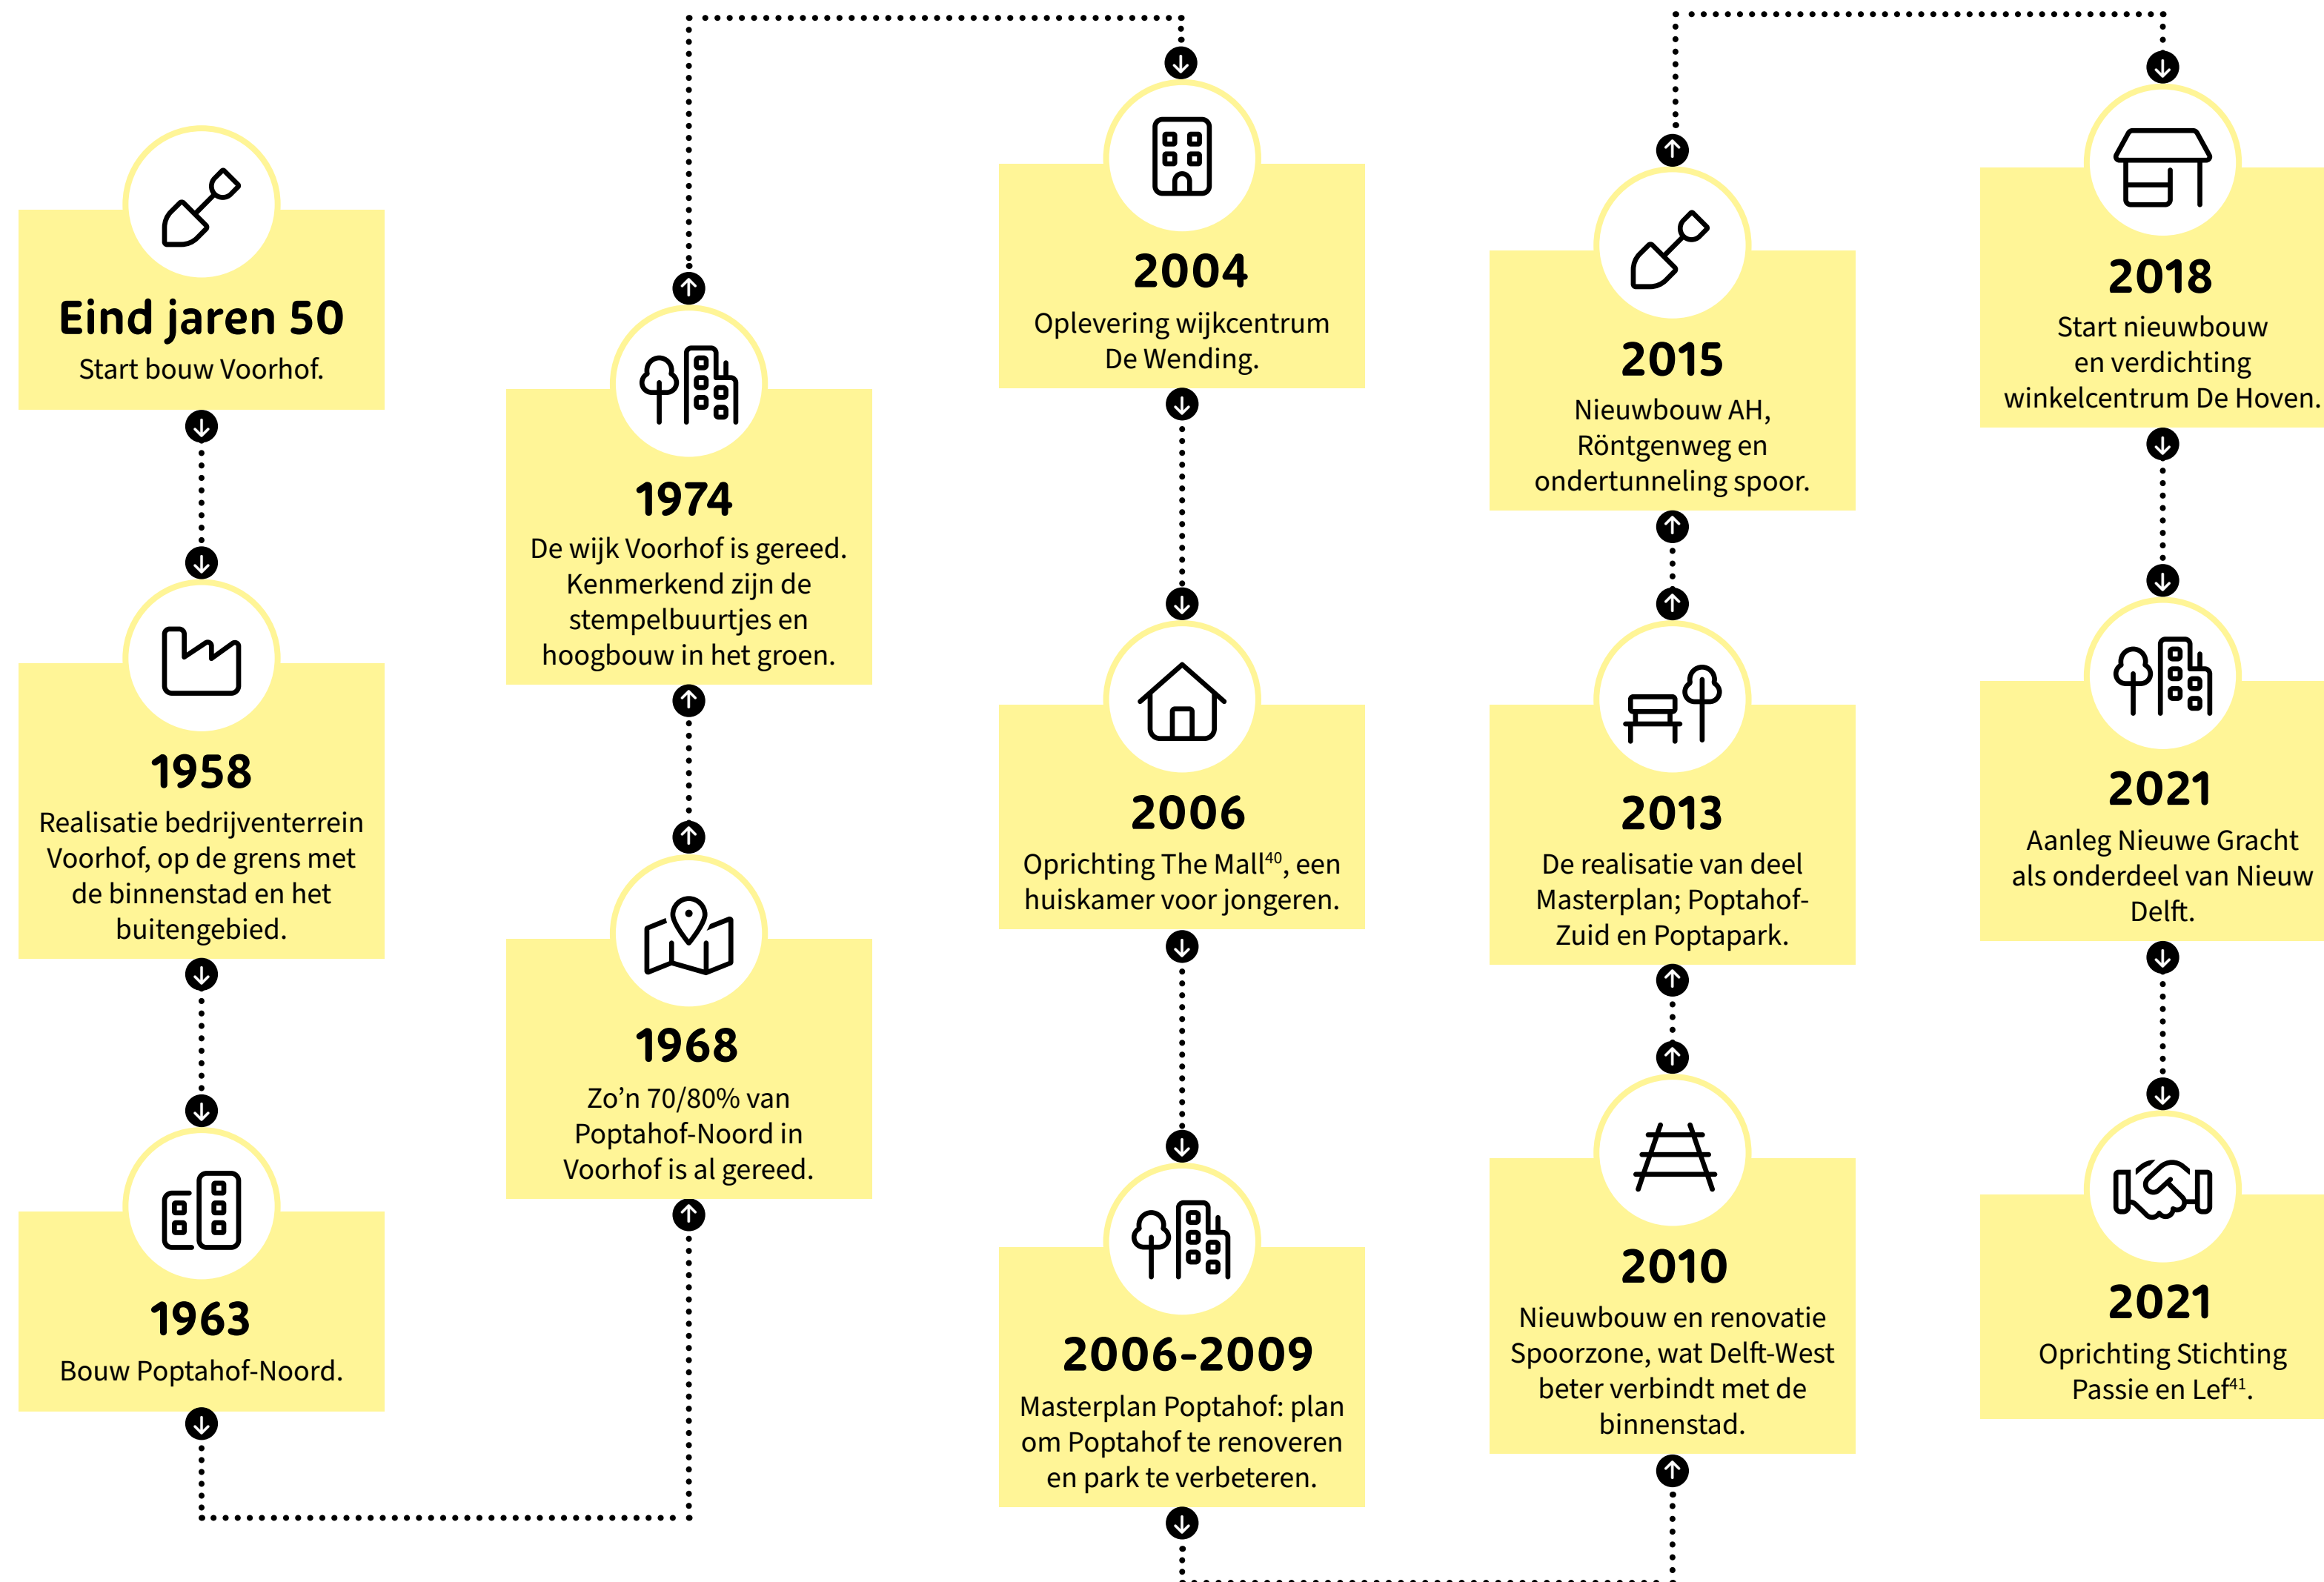 Eind jaren 50
Start bouw Voorhof.
1958
Realisatie bedrijventerrein
Voorhof, op de grens met
de binnenstad en het
buitengebied.
1963
Bouw Poptahof-Noord.
1968
Zo’n 70/80% van
Poptahof-Noord in
Voorhof is al gereed.
1974
De wijk Voorhof is gereed.
Kenmerkend zijn de
stempelbuurtjes en
hoogbouw in het groen.
2004
Oplevering wijkcentrum
De Wending.
2006
Oprichting The Mall⁴⁰, een
huiskamer voor jongeren.
2006-2009
Masterplan Poptahof: plan
om Poptahof te renoveren
en park te verbeteren.
2010
Nieuwbouw en renovatie
Spoorzone, wat Delft-West
beter verbindt met de
binnenstad.
2013
De realisatie van deel
Masterplan; Poptahof-
Zuid en Poptapark.
2015
Nieuwbouw AH,
Röntgenweg en
ondertunneling spoor.
2018
Start nieuwbouw
en verdichting
winkelcentrum De Hoven.
2021
Aanleg Nieuwe Gracht
als onderdeel van Nieuw
Delft.
2021
Oprichting Stichting
Passie en Lef⁴¹.